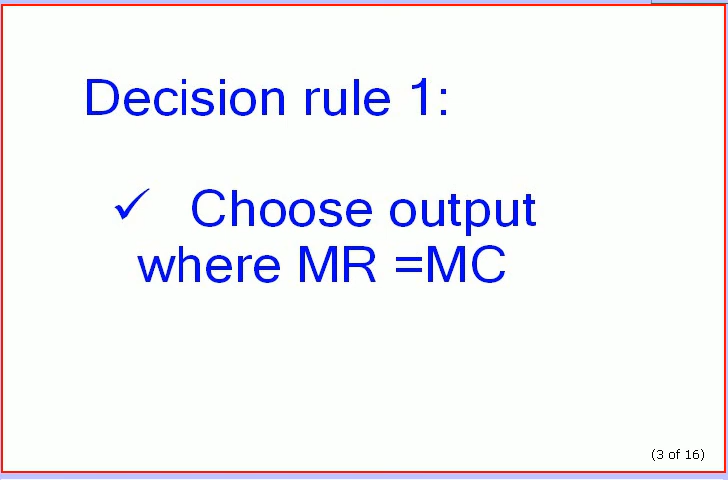 Decision rule 1:
✓ Choose output
where MR =MC
(3 of 16)